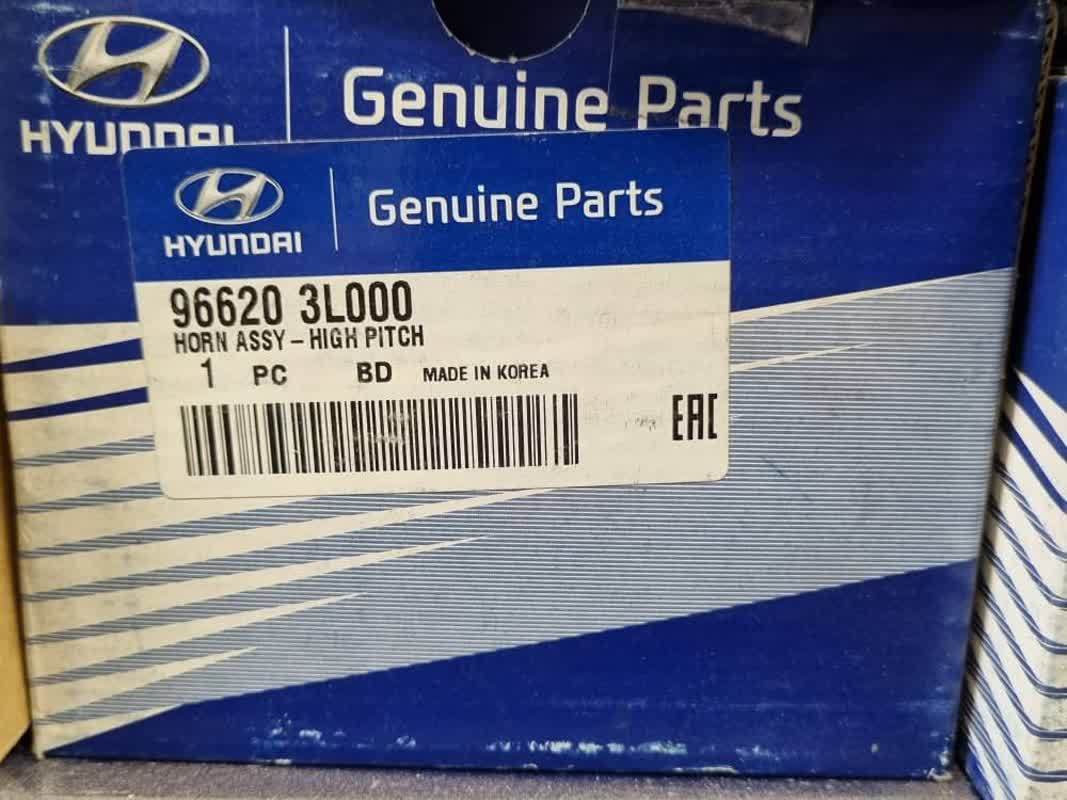 HYUNDAI
Genuine Parts
HYUNDAI
Genuine Parts
96620 3L000
HORN ASSY – HIGH PITCH
1 PC BD MADE IN KOREA
EAC